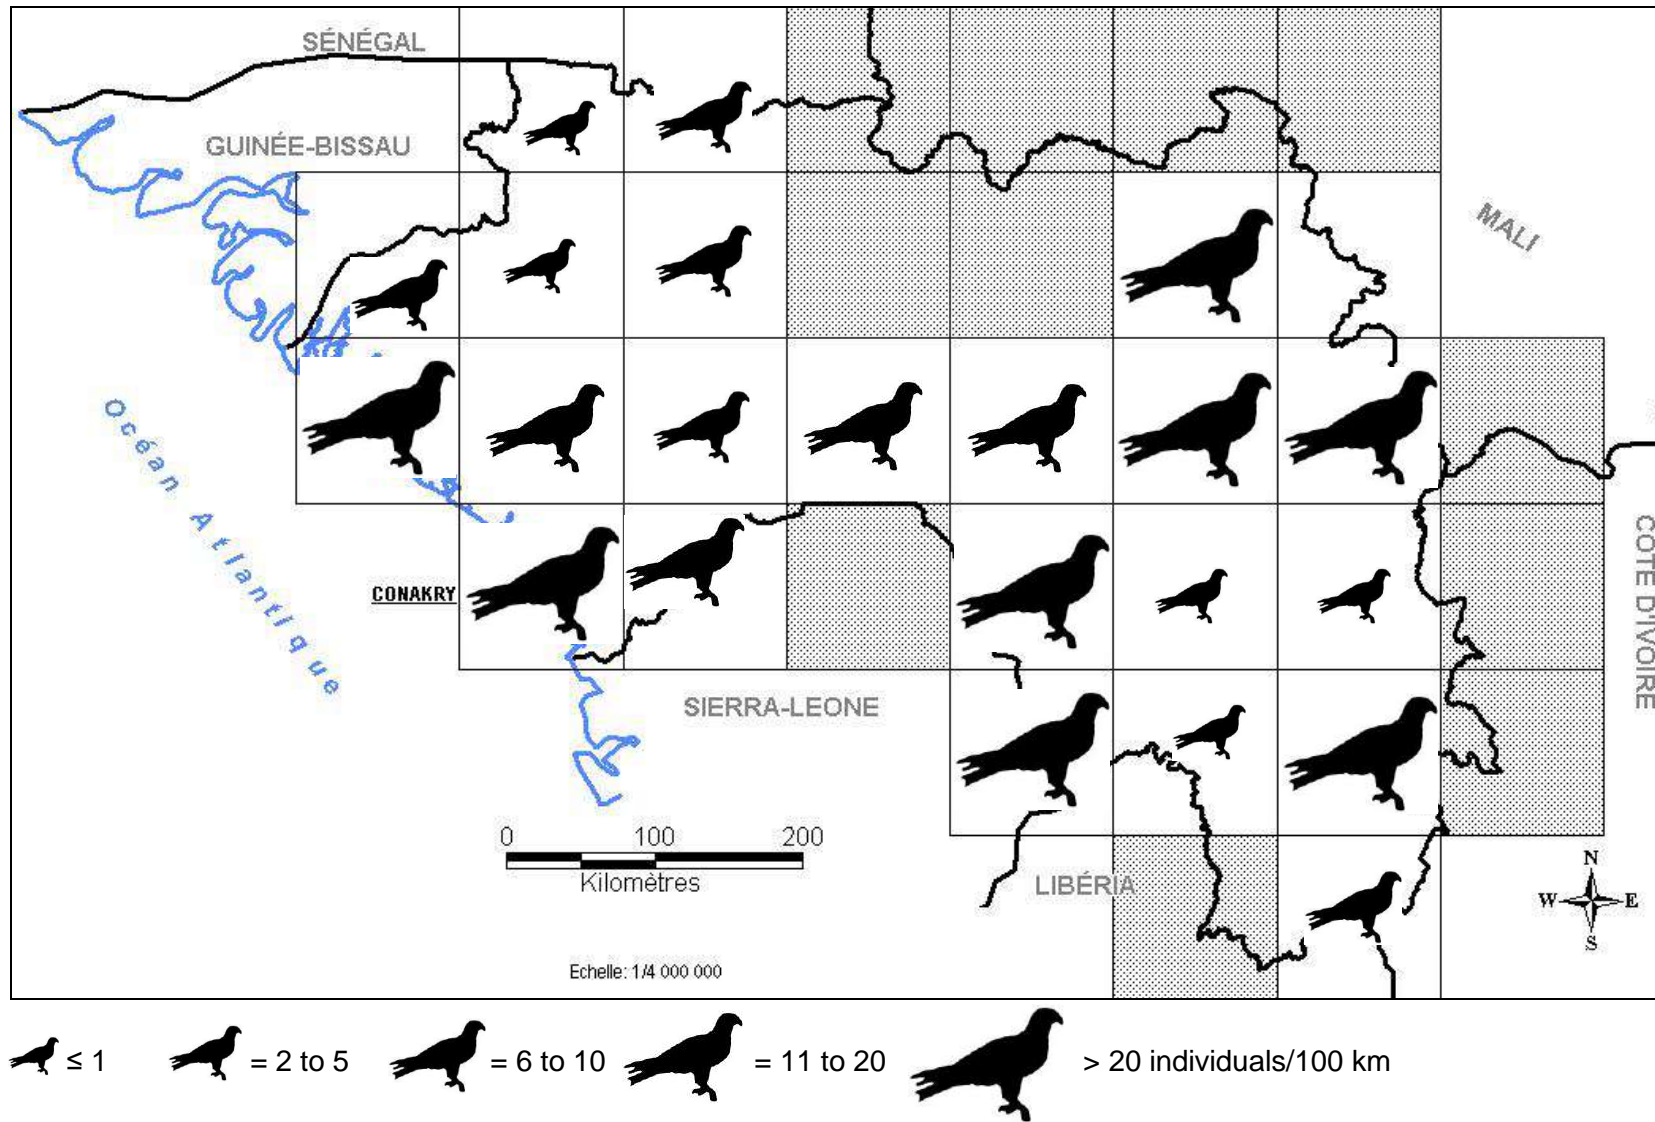 SÉNÉGAL
GUINÉE-BISSAU
MALI
Océan Atlantique
CONAKRY
COTE D'IVOIRE
SIERRA-LEONE
0 100 200
Kilomètres
LIBÉRIA
N
W E
S
Echelle: 1/4 000 000
≤ 1 = 2 to 5 = 6 to 10 = 11 to 20 > 20 individuals/100 km